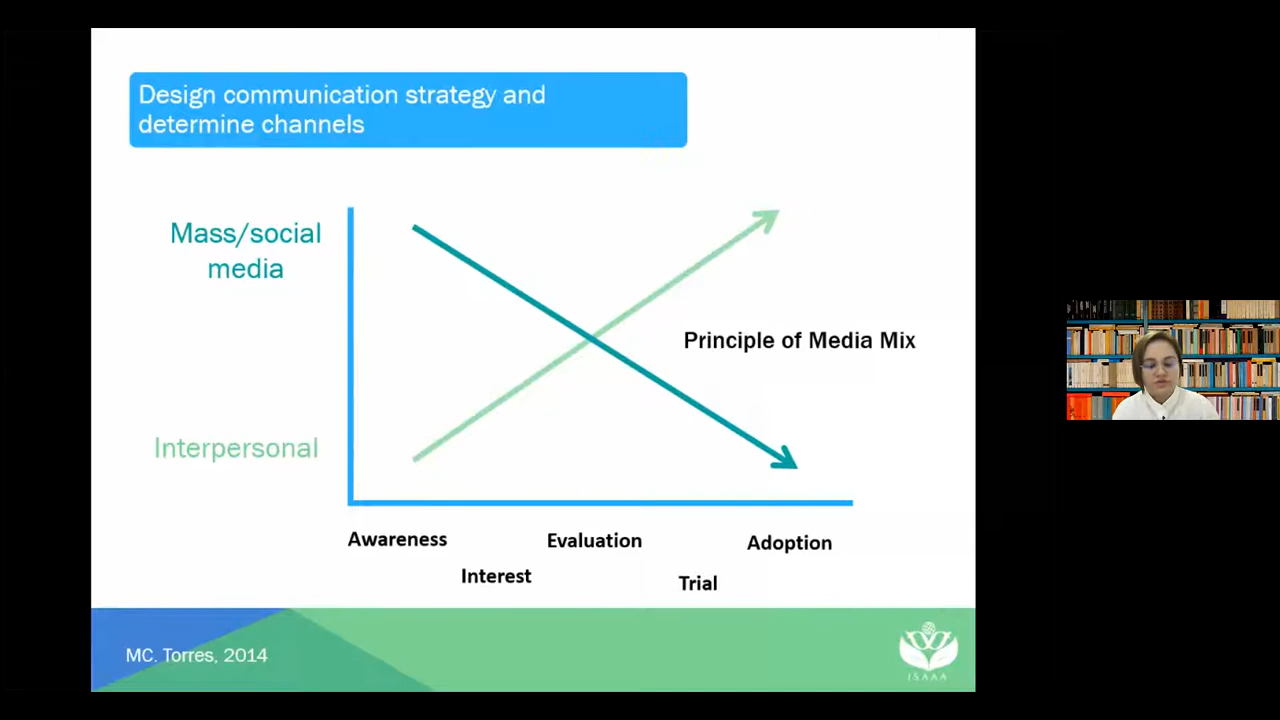 Design communication strategy and
determine channels
Mass/social
media
Principle of Media Mix
Interpersonal
Awareness
Evaluation
Adoption
Interest
Trial
MC. Torres, 2014
ISAAA